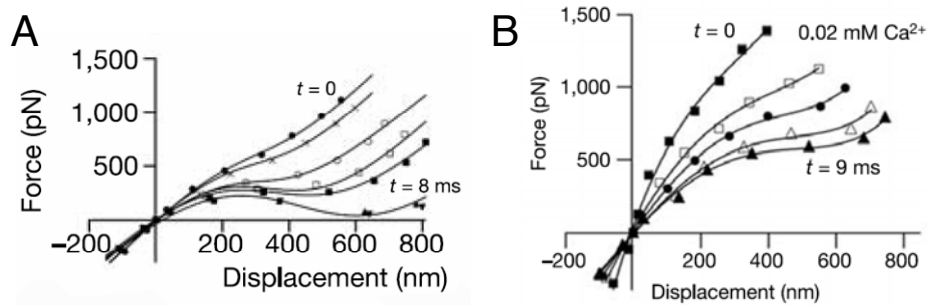 A
1,500
1,000
500
t = 0
t = 8 ms
Force (pN)
−200
0
200
400
600
800
Displacement (nm)
B
1,500
1,000
500
t = 0
0.02 mM Ca²⁺
t = 9 ms
Force (pN)
−200
0
200
400
600
800
Displacement (nm)